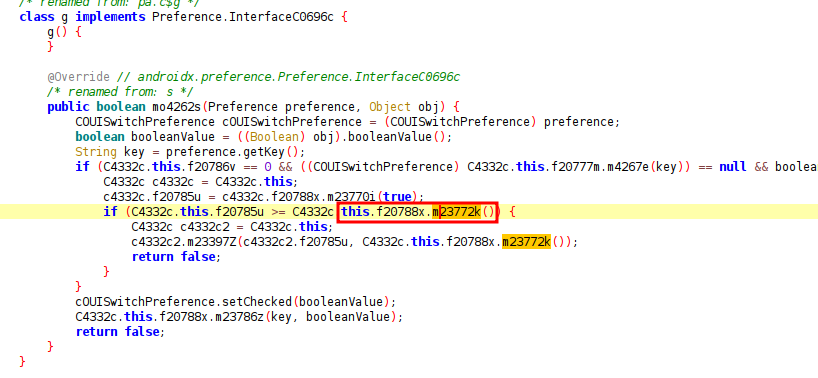 /* renamed from: pa.c$g */
class g implements Preference.InterfaceC0696c {
g() {
}
@Override // androidx.preference.Preference.InterfaceC0696c
/* renamed from: s */
public boolean mo4262s(Preference preference, Object obj) {
COUISwitchPreference cOUISwitchPreference = (COUISwitchPreference) preference;
boolean booleanValue = ((Boolean) obj).booleanValue();
String key = preference.getKey();
if (C4332c.this.f20786v == 0 && ((COUISwitchPreference) C4332c.this.f20777m.m4267e(key)) == null && boolea
C4332c c4332c = C4332c.this;
c4332c.f20785u = c4332c.f20788x.m23770i(true);
if (C4332c.this.f20785u >= C4332c.this.f20788x.m23772k()) {
C4332c c4332c2 = C4332c.this;
c4332c2.m23397Z(c4332c2.f20785u, C4332c.this.f20788x.m23772k());
return false;
}
}
cOUISwitchPreference.setChecked(booleanValue);
C4332c.this.f20788x.m23786z(key, booleanValue);
return false;
}
}